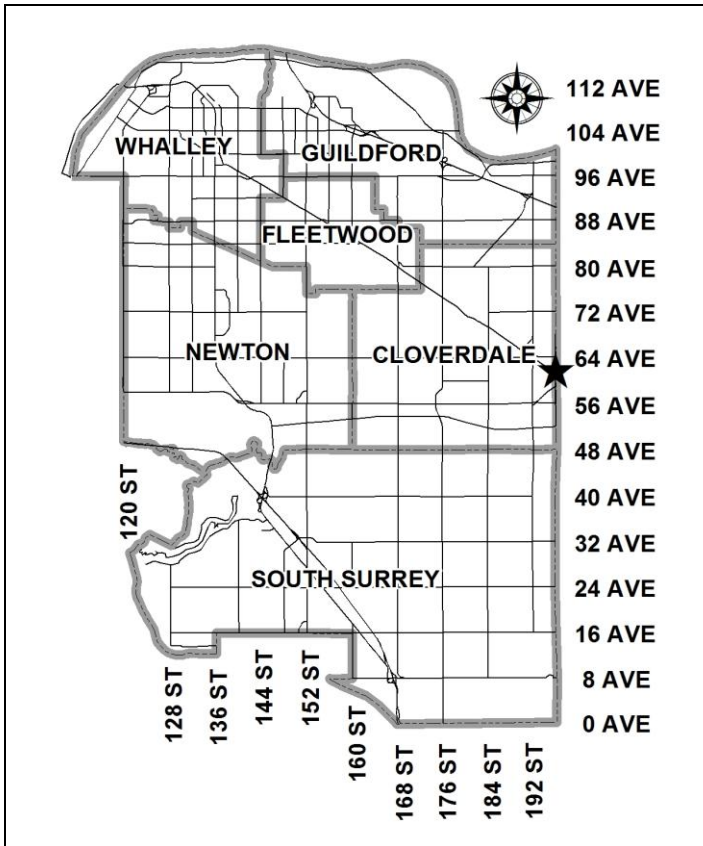 112 AVE
104 AVE
WHALLEY
GUILDFORD
96 AVE
88 AVE
FLEETWOOD
80 AVE
72 AVE
NEWTON
CLOVERDALE
64 AVE
56 AVE
48 AVE
120 ST
40 AVE
32 AVE
SOUTH SURREY
24 AVE
16 AVE
8 AVE
0 AVE
128 ST
136 ST
144 ST
152 ST
160 ST
168 ST
176 ST
184 ST
192 ST